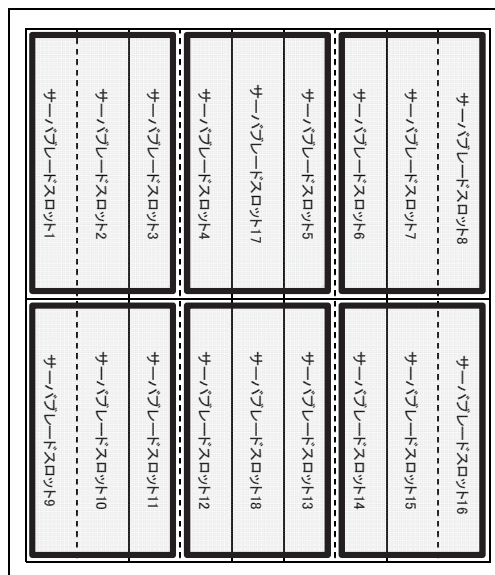 サーバブレードスロット1
サーバブレードスロット2
サーバブレードスロット3
サーバブレードスロット4
サーバブレードスロット17
サーバブレードスロット5
サーバブレードスロット6
サーバブレードスロット7
サーバブレードスロット8
サーバブレードスロット9
サーバブレードスロット10
サーバブレードスロット11
サーバブレードスロット12
サーバブレードスロット18
サーバブレードスロット13
サーバブレードスロット14
サーバブレードスロット15
サーバブレードスロット16